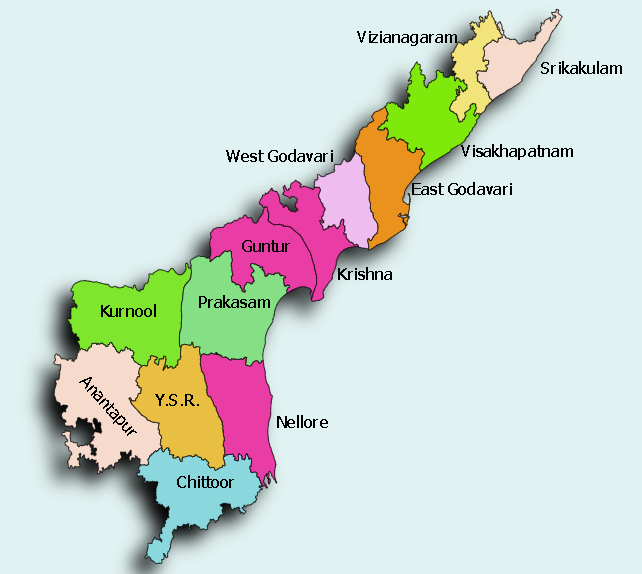 Vizianagaram
Srikakulam
Visakhapatnam
West Godavari
East Godavari
Guntur
Krishna
Prakasam
Kurnool
Anantapur
Y.S.R.
Nellore
Chittoor